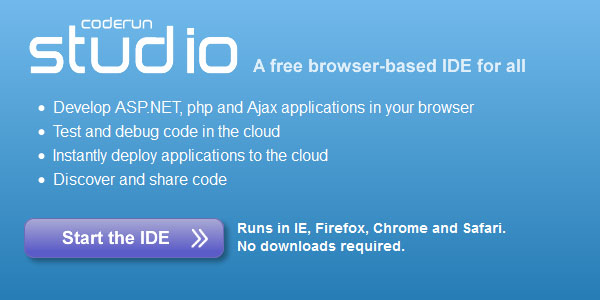 coderun
studio
A free browser-based IDE for all
• Develop ASP.NET, php and Ajax applications in your browser
• Test and debug code in the cloud
• Instantly deploy applications to the cloud
• Discover and share code
Start the IDE »
Runs in IE, Firefox, Chrome and Safari.
No downloads required.